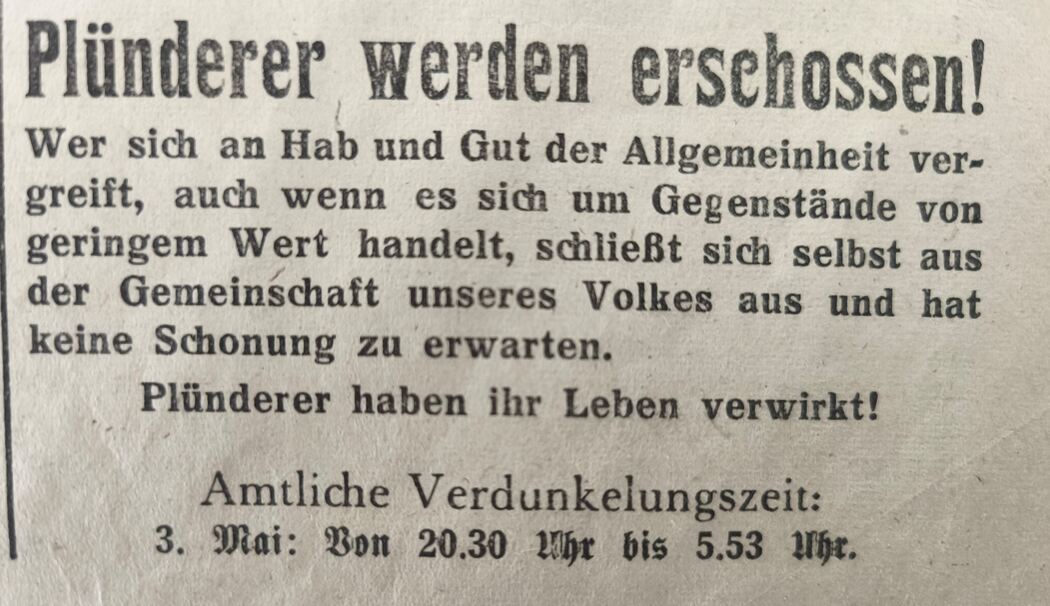 Plünderer werden erschossen!
Wer sich an Hab und Gut der Allgemeinheit ver-
greift, auch wenn es sich um Gegenstände von
geringem Wert handelt, schließt sich selbst aus
der Gemeinschaft unseres Volkes aus und hat
keine Schonung zu erwarten.
Plünderer haben ihr Leben verwirkt!
Amtliche Verdunkelungszeit:
3. Mai: Von 20.30 Uhr bis 5.53 Uhr.